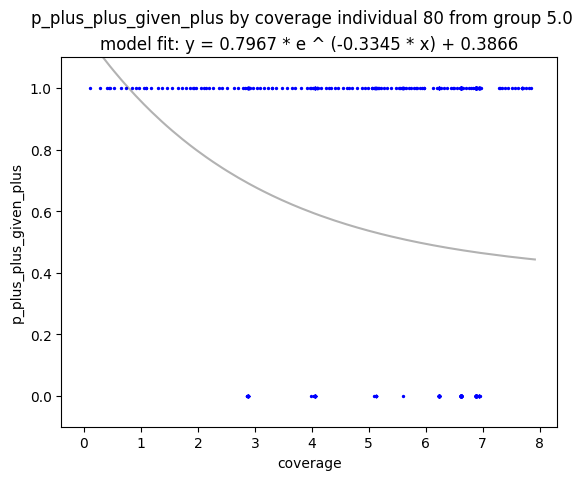 p_plus_plus_given_plus by coverage individual 80 from group 5.0
model fit: y = 0.7967 * e ^ (-0.3345 * x) + 0.3866
1.0
0.8
0.6
0.4
0.2
0.0
p_plus_plus_given_plus
0 1 2 3 4 5 6 7 8
coverage